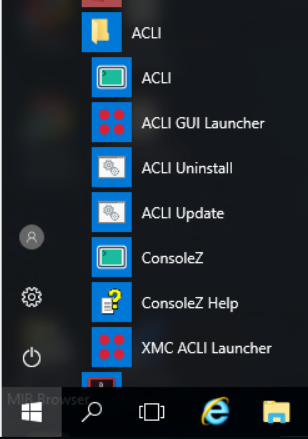 ACLI
ACLI
ACLI GUI Launcher
ACLI Uninstall
ACLI Update
ConsoleZ
ConsoleZ Help
XMC ACLI Launcher
MIB Browser